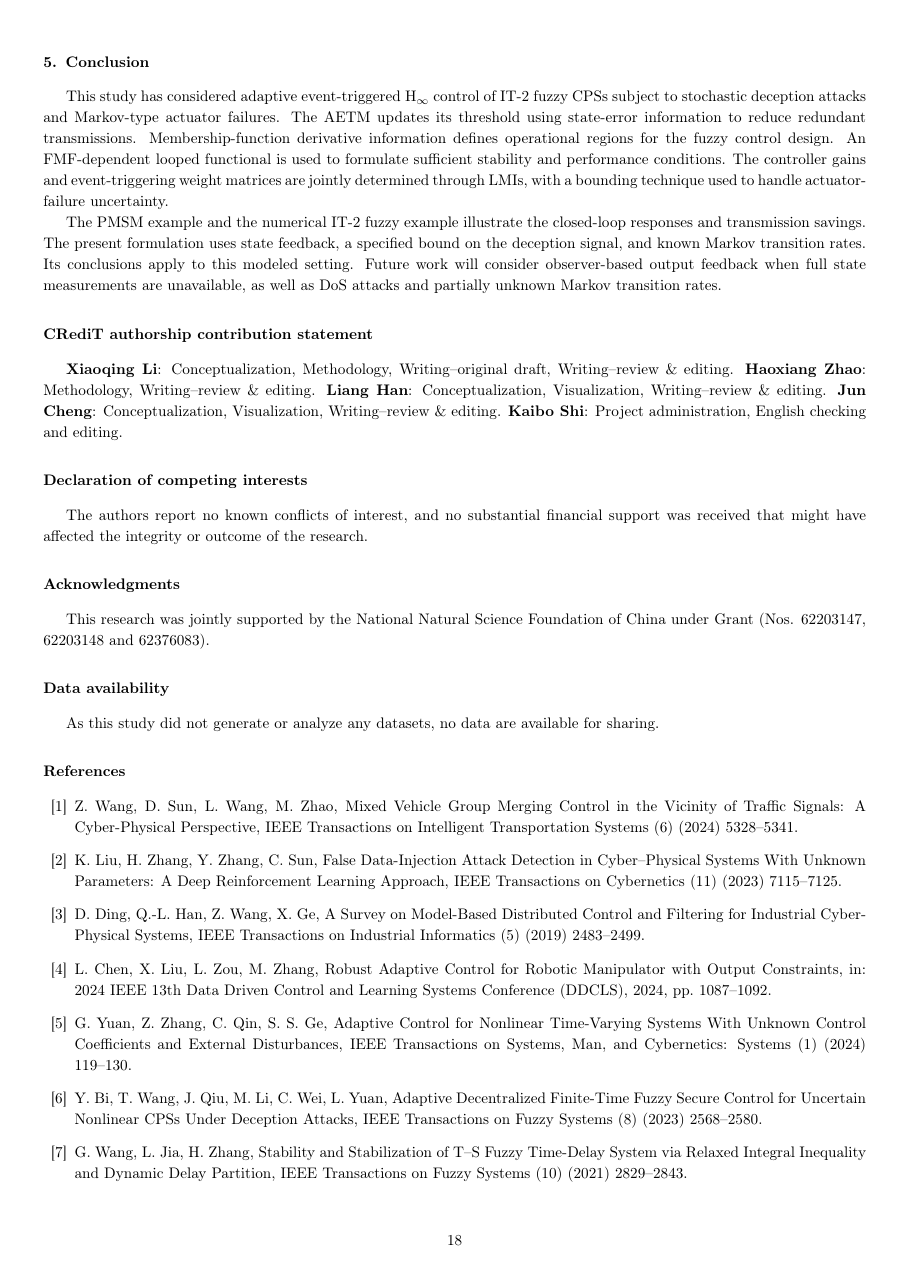 5. Conclusion
This study has considered adaptive event-triggered H∞ control of IT-2 fuzzy CPSs subject to stochastic deception attacks
and Markov-type actuator failures. The AETM updates its threshold using state-error information to reduce redundant
transmissions. Membership-function derivative information defines operational regions for the fuzzy control design. An
FMF-dependent looped functional is used to formulate sufficient stability and performance conditions. The controller gains
and event-triggering weight matrices are jointly determined through LMIs, with a bounding technique used to handle actuator-
failure uncertainty.
The PMSM example and the numerical IT-2 fuzzy example illustrate the closed-loop responses and transmission savings.
The present formulation uses state feedback, a specified bound on the deception signal, and known Markov transition rates.
Its conclusions apply to this modeled setting. Future work will consider observer-based output feedback when full state
measurements are unavailable, as well as DoS attacks and partially unknown Markov transition rates.
CRediT authorship contribution statement
Xiaoqing Li: Conceptualization, Methodology, Writing–original draft, Writing–review & editing. Haoxiang Zhao:
Methodology, Writing–review & editing. Liang Han: Conceptualization, Visualization, Writing–review & editing. Jun
Cheng: Conceptualization, Visualization, Writing–review & editing. Kaibo Shi: Project administration, English checking
and editing.
Declaration of competing interests
The authors report no known conflicts of interest, and no substantial financial support was received that might have
affected the integrity or outcome of the research.
Acknowledgments
This research was jointly supported by the National Natural Science Foundation of China under Grant (Nos. 62203147,
62203148 and 62376083).
Data availability
As this study did not generate or analyze any datasets, no data are available for sharing.
References
[1] Z. Wang, D. Sun, L. Wang, M. Zhao, Mixed Vehicle Group Merging Control in the Vicinity of Traffic Signals: A
Cyber-Physical Perspective, IEEE Transactions on Intelligent Transportation Systems (6) (2024) 5328–5341.
[2] K. Liu, H. Zhang, Y. Zhang, C. Sun, False Data-Injection Attack Detection in Cyber–Physical Systems With Unknown
Parameters: A Deep Reinforcement Learning Approach, IEEE Transactions on Cybernetics (11) (2023) 7115–7125.
[3] D. Ding, Q.-L. Han, Z. Wang, X. Ge, A Survey on Model-Based Distributed Control and Filtering for Industrial Cyber-
Physical Systems, IEEE Transactions on Industrial Informatics (5) (2019) 2483–2499.
[4] L. Chen, X. Liu, L. Zou, M. Zhang, Robust Adaptive Control for Robotic Manipulator with Output Constraints, in:
2024 IEEE 13th Data Driven Control and Learning Systems Conference (DDCLS), 2024, pp. 1087–1092.
[5] G. Yuan, Z. Zhang, C. Qin, S. S. Ge, Adaptive Control for Nonlinear Time-Varying Systems With Unknown Control
Coefficients and External Disturbances, IEEE Transactions on Systems, Man, and Cybernetics: Systems (1) (2024)
119–130.
[6] Y. Bi, T. Wang, J. Qiu, M. Li, C. Wei, L. Yuan, Adaptive Decentralized Finite-Time Fuzzy Secure Control for Uncertain
Nonlinear CPSs Under Deception Attacks, IEEE Transactions on Fuzzy Systems (8) (2023) 2568–2580.
[7] G. Wang, L. Jia, H. Zhang, Stability and Stabilization of T–S Fuzzy Time-Delay System via Relaxed Integral Inequality
and Dynamic Delay Partition, IEEE Transactions on Fuzzy Systems (10) (2021) 2829–2843.
18